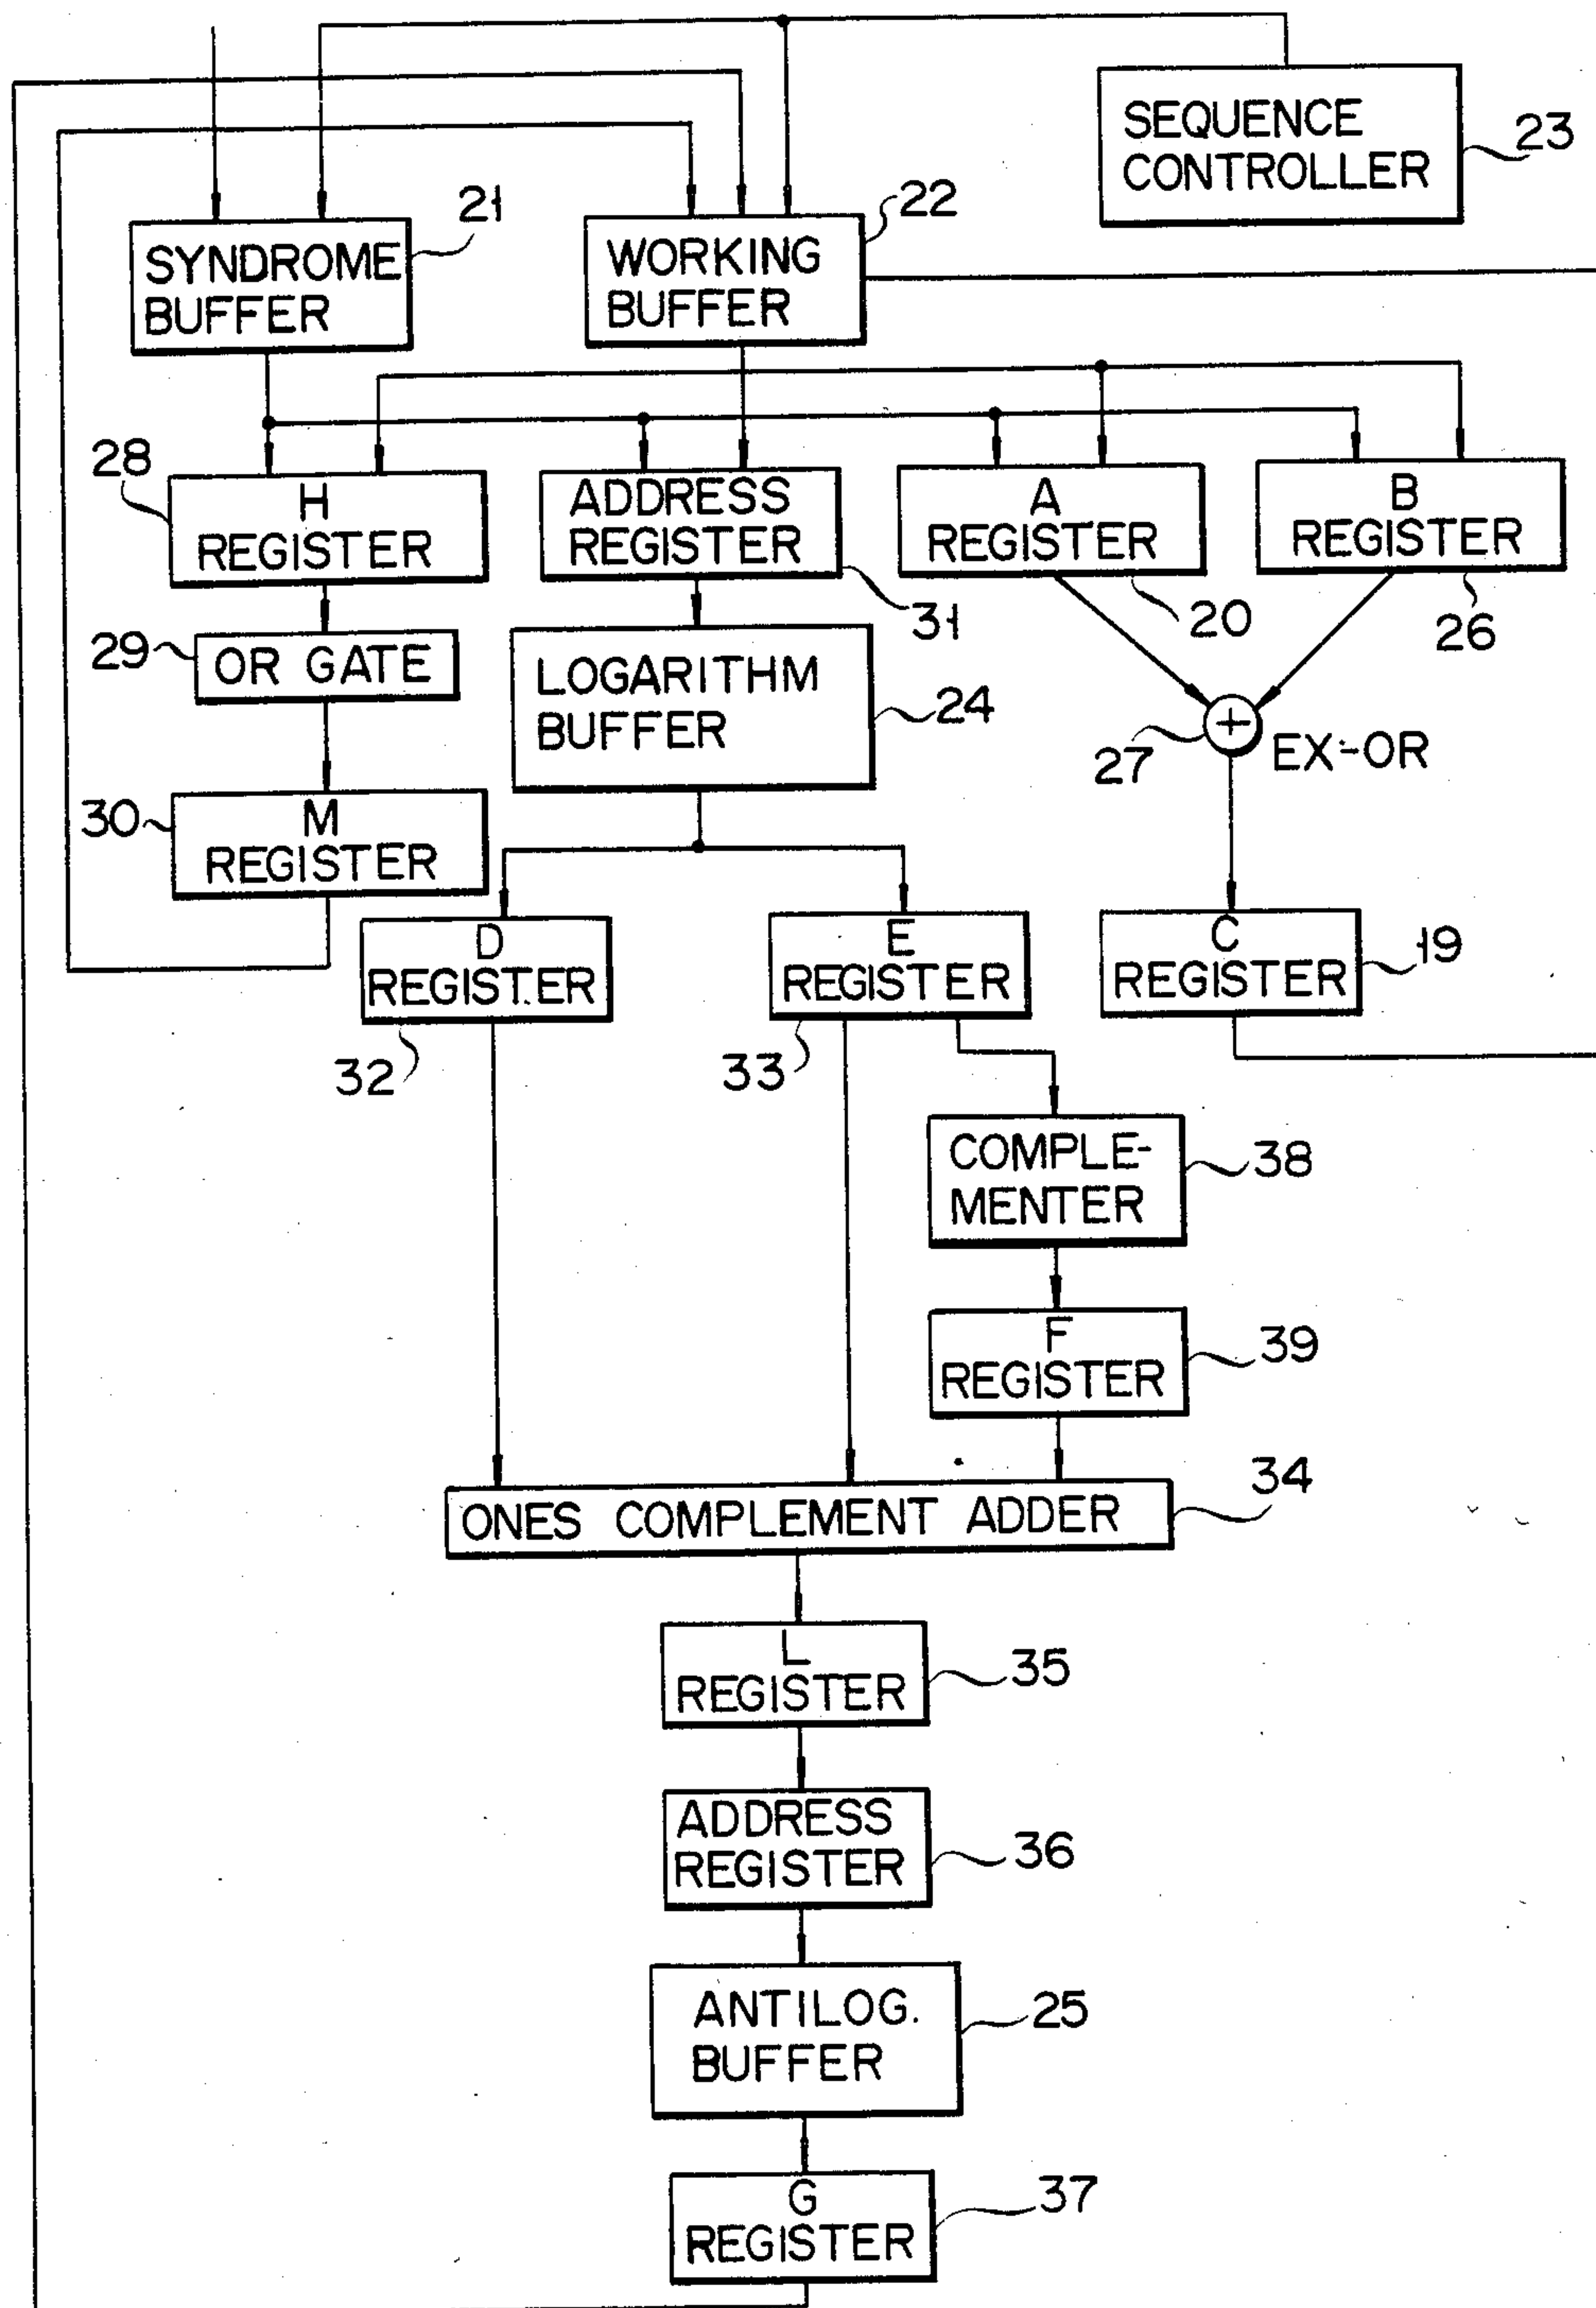 SEQUENCE
CONTROLLER
23
21
22
SYNDROME
BUFFER
WORKING
BUFFER
28
H
REGISTER
ADDRESS
REGISTER
31
A
REGISTER
20
B
REGISTER
26
29
OR GATE
LOGARITHM
BUFFER
24
27
+
EX-OR
30
M
REGISTER
D
REGISTER
32
E
REGISTER
33
C
REGISTER
19
COMPLE-
MENTER
38
F
REGISTER
39
ONES COMPLEMENT ADDER
34
L
REGISTER
35
ADDRESS
REGISTER
36
ANTILOG.
BUFFER
25
G
REGISTER
37